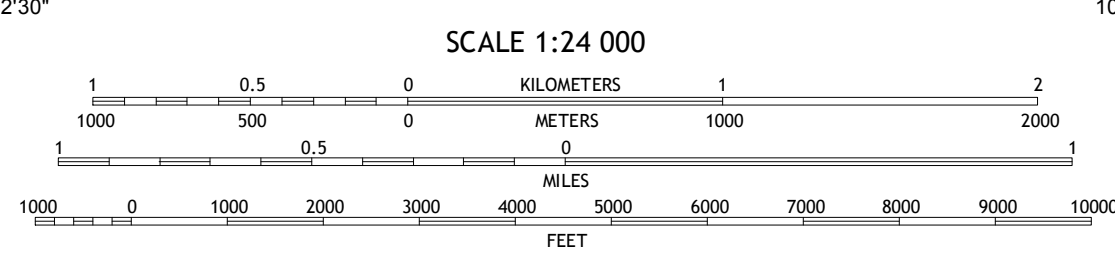 2'30" 10
SCALE 1:24 000
1 0.5 0 KILOMETERS 1 2
1000 500 0 METERS 1000 2000
1 0.5 0 1
MILES
1000 0 1000 2000 3000 4000 5000 6000 7000 8000 9000 10000
FEET